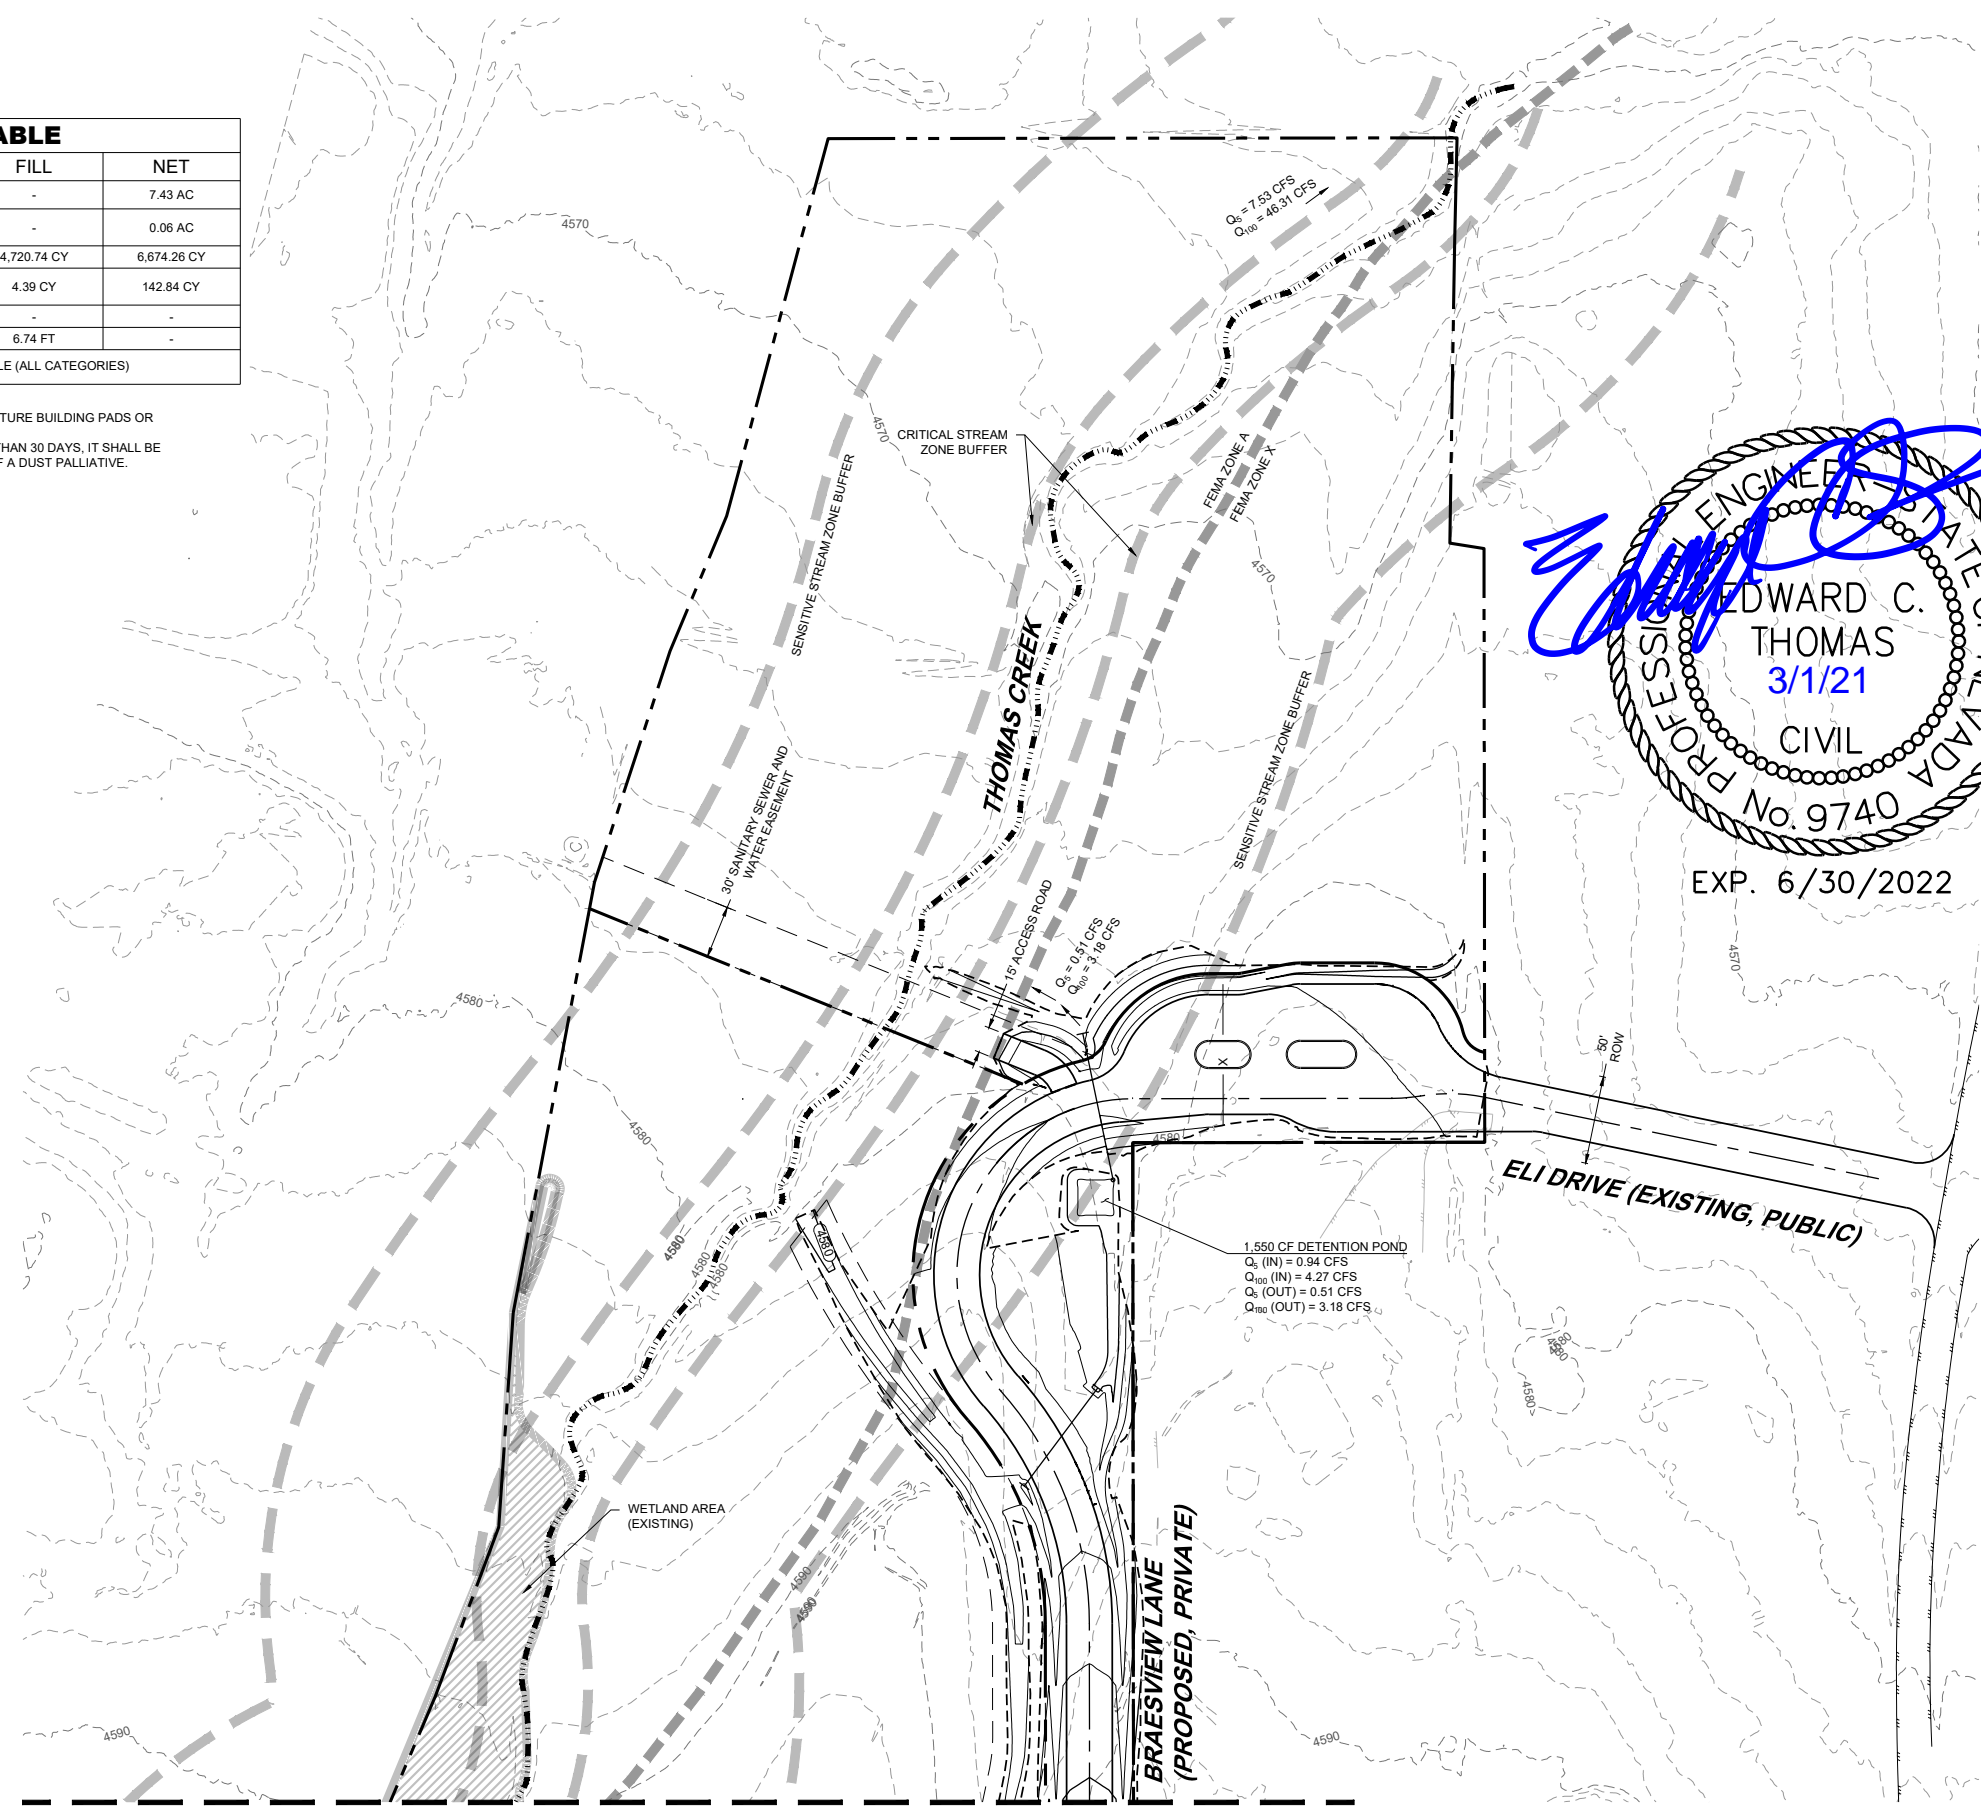 ABLE
FILL NET
- 7.43 AC
- 0.06 AC
4,720.74 CY 6,674.26 CY
4.39 CY 142.84 CY
- -
6.74 FT -
LE (ALL CATEGORIES)
TURE BUILDING PADS OR
THAN 30 DAYS, IT SHALL BE
F A DUST PALLIATIVE.
4570
Q5 = 7.53 CFS
Q100 = 46.31 CFS
4570
CRITICAL STREAM
ZONE BUFFER
SENSITIVE STREAM ZONE BUFFER
FEMA ZONE A
FEMA ZONE X
4570
THOMAS CREEK
SENSITIVE STREAM ZONE BUFFER
30' SANITARY SEWER AND
WATER EASEMENT
15' ACCESS ROAD
Q5 = 0.51 CFS
Q100 = 3.18 CFS
PROFESSIONAL ENGINEER STATE OF NEVADA
EDWARD C.
THOMAS
3/1/21
CIVIL
No. 9740
EXP. 6/30/2022
4570
4580
50'
ROW
X
4580
4580
ELI DRIVE (EXISTING, PUBLIC)
4580
4580
4580
4580
1,550 CF DETENTION POND
Q5 (IN) = 0.94 CFS
Q100 (IN) = 4.27 CFS
Q5 (OUT) = 0.51 CFS
Q100 (OUT) = 3.18 CFS
4580
4580
4580
WETLAND AREA
(EXISTING)
4590
4590
BRAESVIEW LANE
(PROPOSED, PRIVATE)
4590
4590